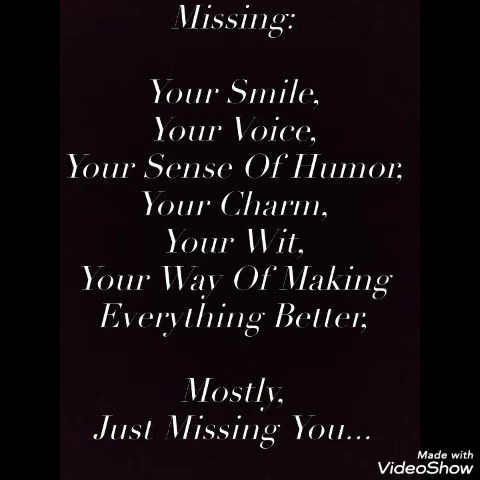 Missing:
Your Smile,
Your Voice,
Your Sense Of Humor,
Your Charm,
Your Wit,
Your Way Of Making
Everything Better,
Mostly,
Just Missing You...
Made with
VideoShow